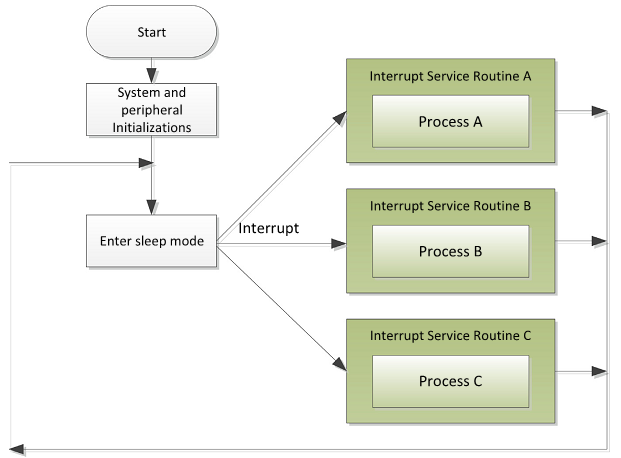 Start
System and
peripheral
Initializations
Enter sleep mode
Interrupt
Interrupt Service Routine A
Process A
Interrupt Service Routine B
Process B
Interrupt Service Routine C
Process C